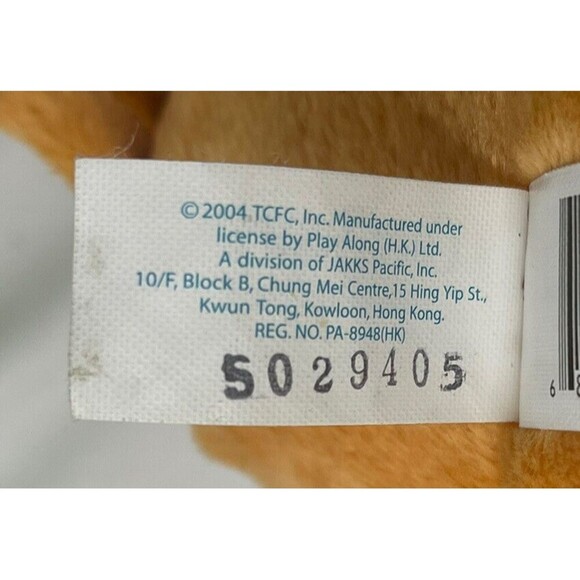 © 2004 TCFC, Inc. Manufactured under
license by Play Along (H.K.) Ltd.
A division of JAKKS Pacific, Inc.
10/F, Block B, Chung Mei Centre,15 Hing Yip St.,
Kwun Tong, Kowloon, Hong Kong.
REG. NO. PA-8948(HK)
S029405
6